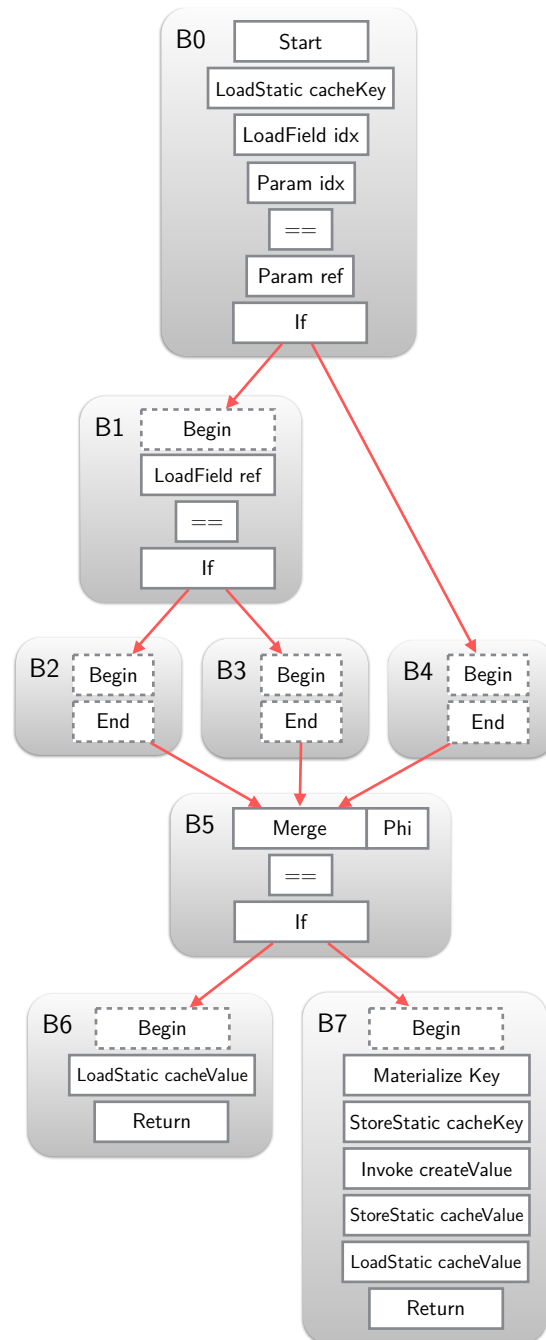 B0
Start
LoadStatic cacheKey
LoadField idx
Param idx
==
Param ref
If
B1
Begin
LoadField ref
==
If
B2
Begin
End
B3
Begin
End
B4
Begin
End
B5
Merge
Phi
==
If
B6
Begin
LoadStatic cacheValue
Return
B7
Begin
Materialize Key
StoreStatic cacheKey
Invoke createValue
StoreStatic cacheValue
LoadStatic cacheValue
Return